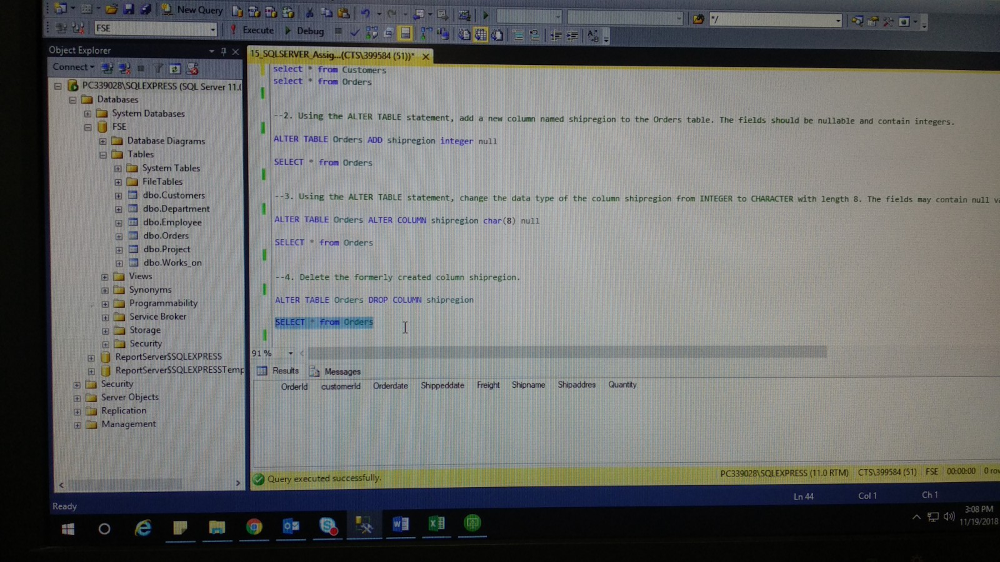 New Query
*/
FSE
Execute
Debug
Object Explorer
Connect
PC339028\SQLEXPRESS (SQL Server 11.(
Databases
System Databases
FSE
Database Diagrams
Tables
System Tables
FileTables
dbo.Customers
dbo.Department
dbo.Employee
dbo.Orders
dbo.Project
dbo.Works_on
Views
Synonyms
Programmability
Service Broker
Storage
Security
ReportServer$SQLEXPRESS
ReportServer$SQLEXPRESSTemp
Security
Server Objects
Replication
Management
15_SQLSERVER_Assig...(CTS\399584 (51))*
select * from Customers
select * from Orders
--2. Using the ALTER TABLE statement, add a new column named shipregion to the Orders table. The fields should be nullable and contain integers.
ALTER TABLE Orders ADD shipregion integer null
SELECT * from Orders
--3. Using the ALTER TABLE statement, change the data type of the column shipregion from INTEGER to CHARACTER with length 8. The fields may contain null va
ALTER TABLE Orders ALTER COLUMN shipregion char(8) null
SELECT * from Orders
--4. Delete the formerly created column shipregion.
ALTER TABLE Orders DROP COLUMN shipregion
SELECT * from Orders
91 %
Results Messages
OrderId customerId Orderdate Shippeddate Freight Shipname Shipaddres Quantity
Query executed successfully.
PC339028\SQLEXPRESS (11.0 RTM) CTS\399584 (51) FSE 00:00:00 0 rov
Ready
Ln 44 Col 1 Ch 1
3:08 PM
11/19/2018